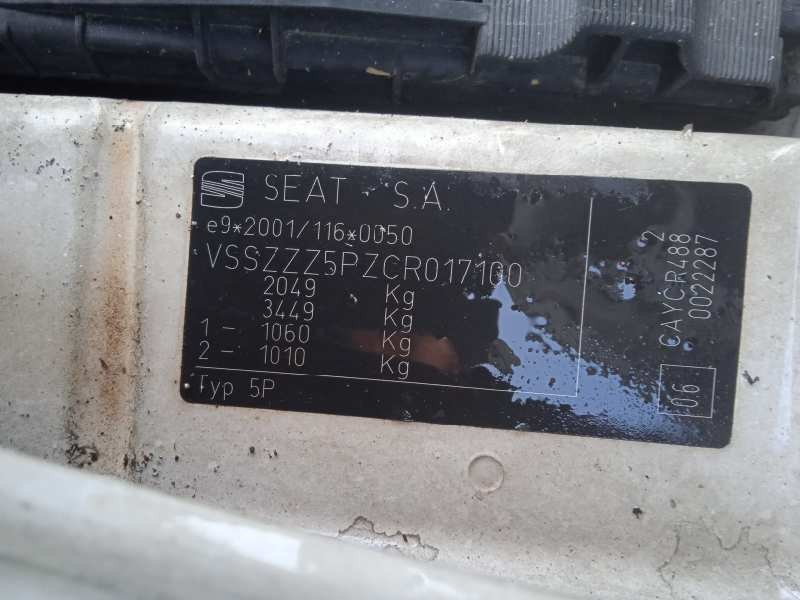 SEAT S.A.
e9*2001/116*0050
VSSZZZ5PZCR017100
2049 Kg
3449 Kg
1 - 1060 Kg
2 - 1010 Kg
Typ 5P
2
CAYCR488
0022287
06